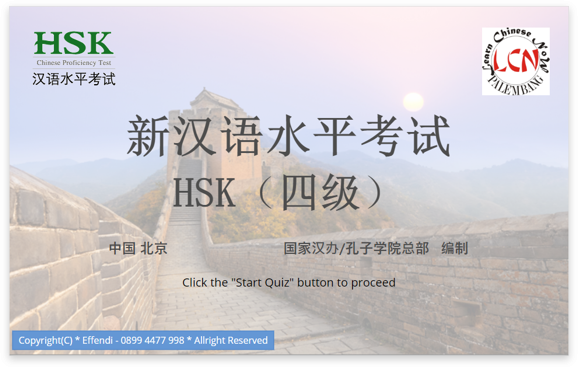 HSK
Chinese Proficiency Test
汉语水平考试
Learn Chinese Now
LCN
PALEMBANG
新汉语水平考试
HSK（四级）
中国 北京 国家汉办/孔子学院总部 编制
Click the "Start Quiz" button to proceed
Copyright(C) * Effendi - 0899 4477 998 * Allright Reserved